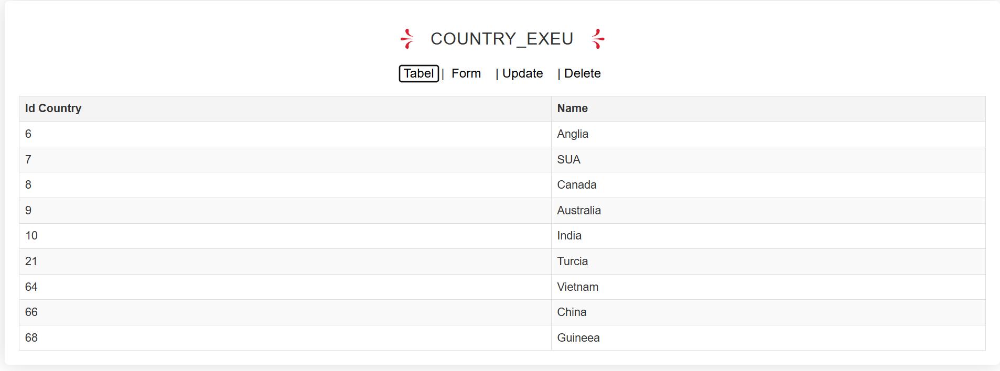 COUNTRY_EXEU
Tabel | Form | Update | Delete
Id Country Name
6 Anglia
7 SUA
8 Canada
9 Australia
10 India
21 Turcia
64 Vietnam
66 China
68 Guineea